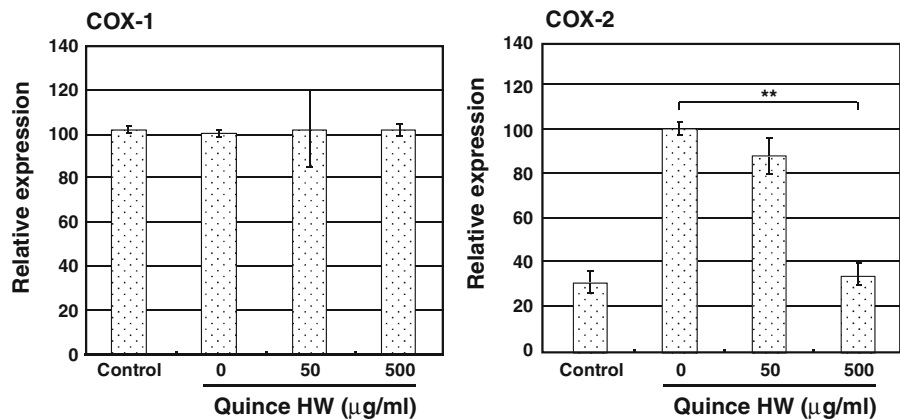 COX-1
Relative expression
140
120
100
80
60
40
20
0
Control
0
50
500
Quince HW (μg/ml)
COX-2
Relative expression
140
120
100
80
60
40
20
0
**
Control
0
50
500
Quince HW (μg/ml)